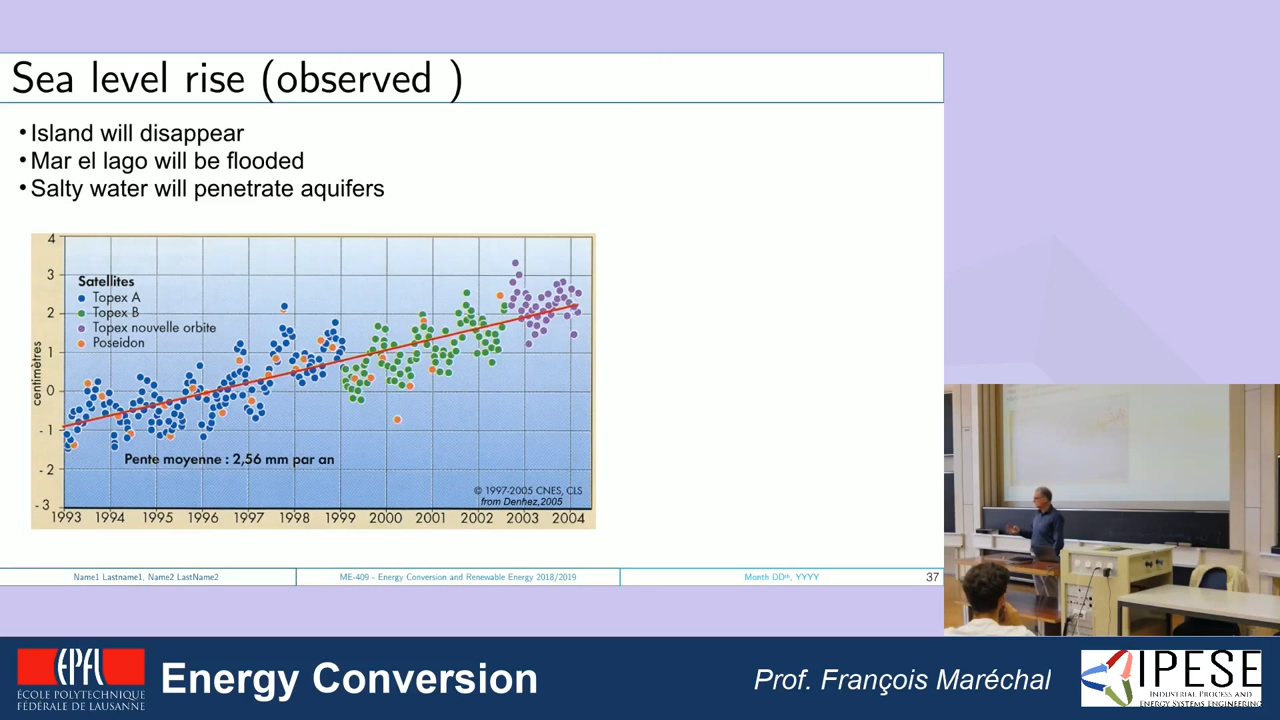 Sea level rise (observed )
•Island will disappear
•Mar el lago will be flooded
•Salty water will penetrate aquifers
4
3
2
1
0
- 1
- 2
- 3
centimètres
Satellites
Topex A
Topex B
Topex nouvelle orbite
Poseidon
Pente moyenne : 2,56 mm par an
© 1997-2005 CNES, CLS
from Denhez,2005
1993 1994 1995 1996 1997 1998 1999 2000 2001 2002 2003 2004
Name1 Lastname1, Name2 LastName2
ME-409 - Energy Conversion and Renewable Energy 2018/2019
Month DDth, YYYY
37
EPFL
ÉCOLE POLYTECHNIQUE
FÉDÉRALE DE LAUSANNE
Energy Conversion
Prof. François Maréchal
IPESE
Industrial Process and
Energy Systems Engineering